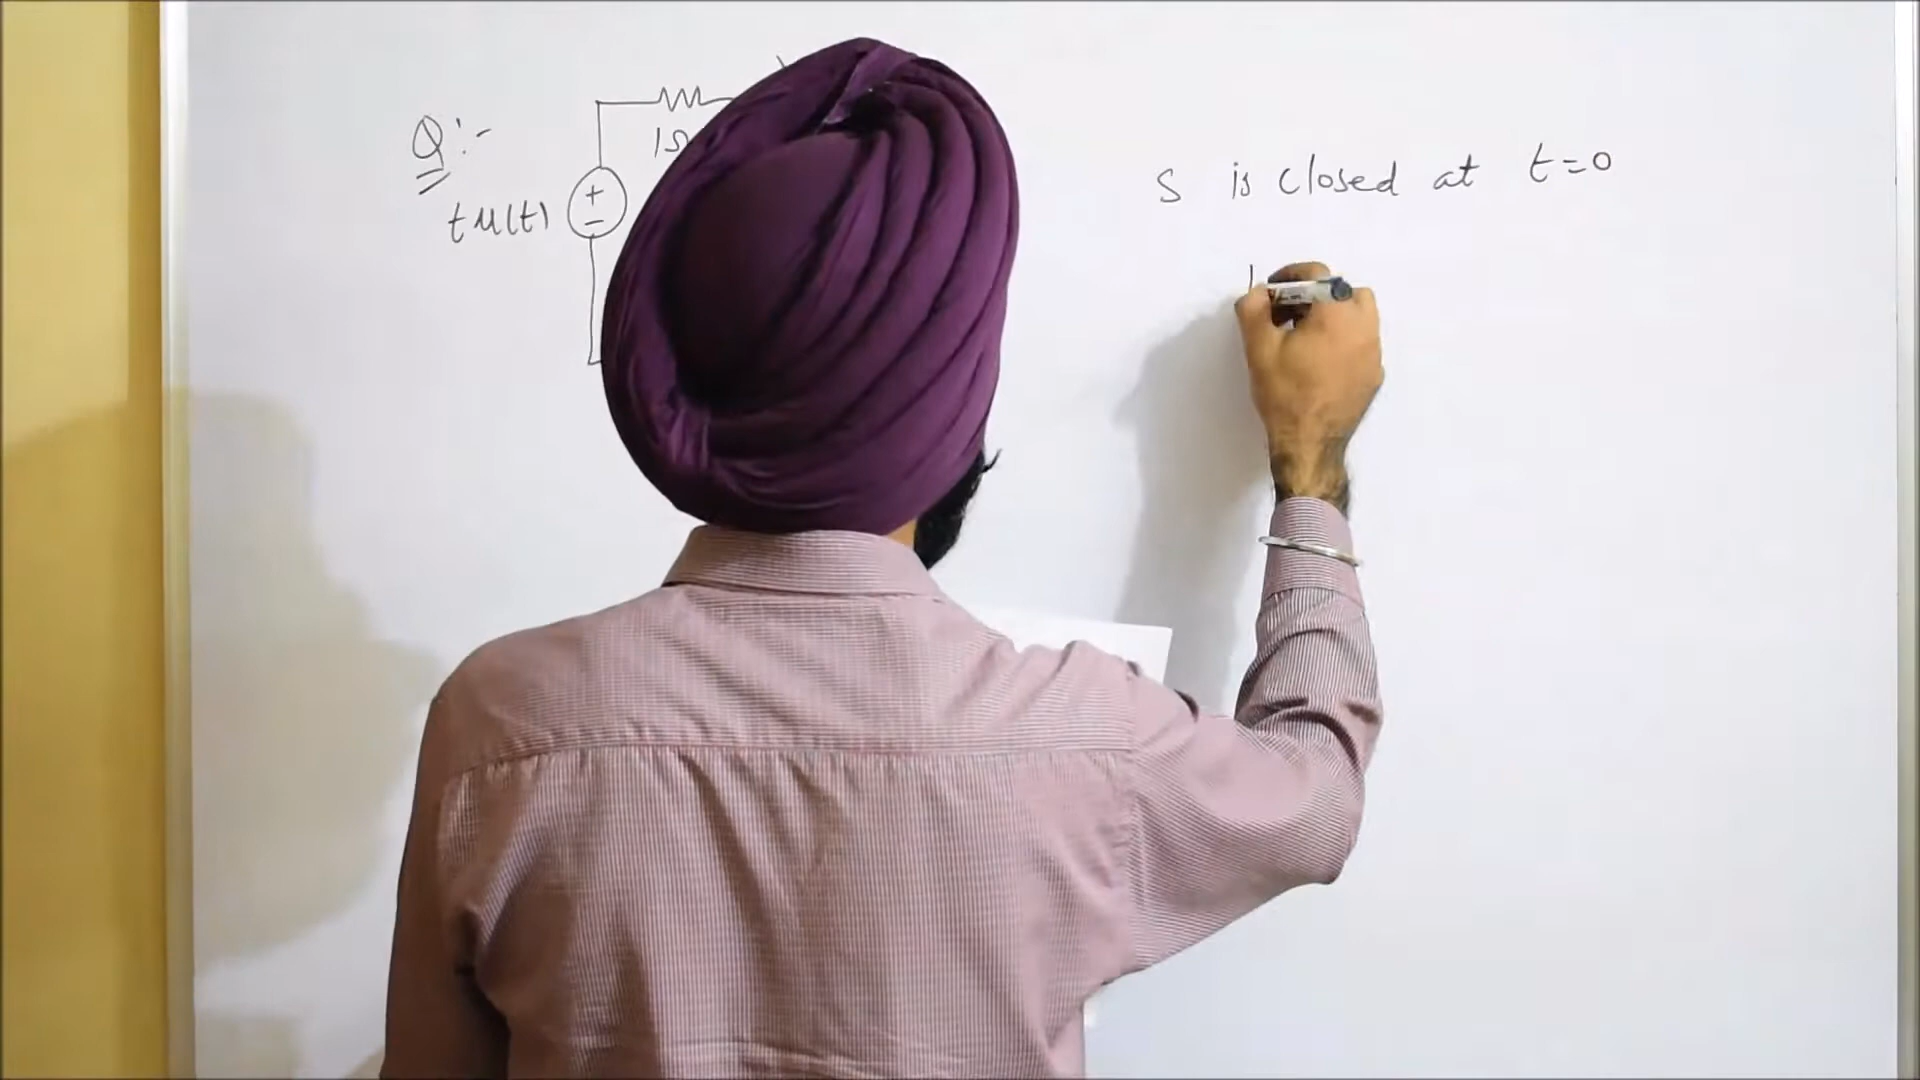 Q:-
1Ω
tu(t)
+
-
S is closed at t=0